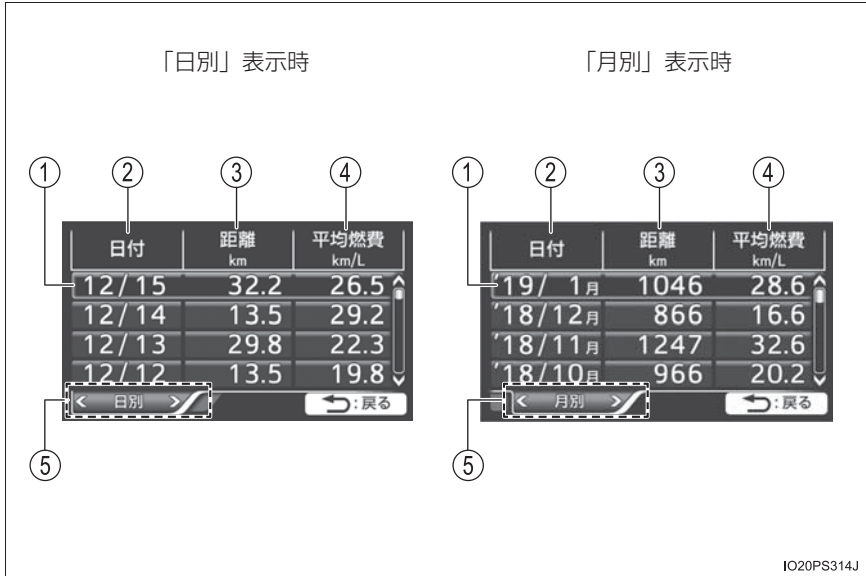 「日別」表示時
① ② ③ ④
日付 距離 km 平均燃費 km/L
12/15 32.2 26.5
12/14 13.5 29.2
12/13 29.8 22.3
12/12 13.5 19.8
< 日別 > :戻る
⑤
「月別」表示時
① ② ③ ④
日付 距離 km 平均燃費 km/L
'19/ 1月 1046 28.6
'18/12月 866 16.6
'18/11月 1247 32.6
'18/10月 966 20.2
< 月別 > :戻る
⑤
IO20PS314J